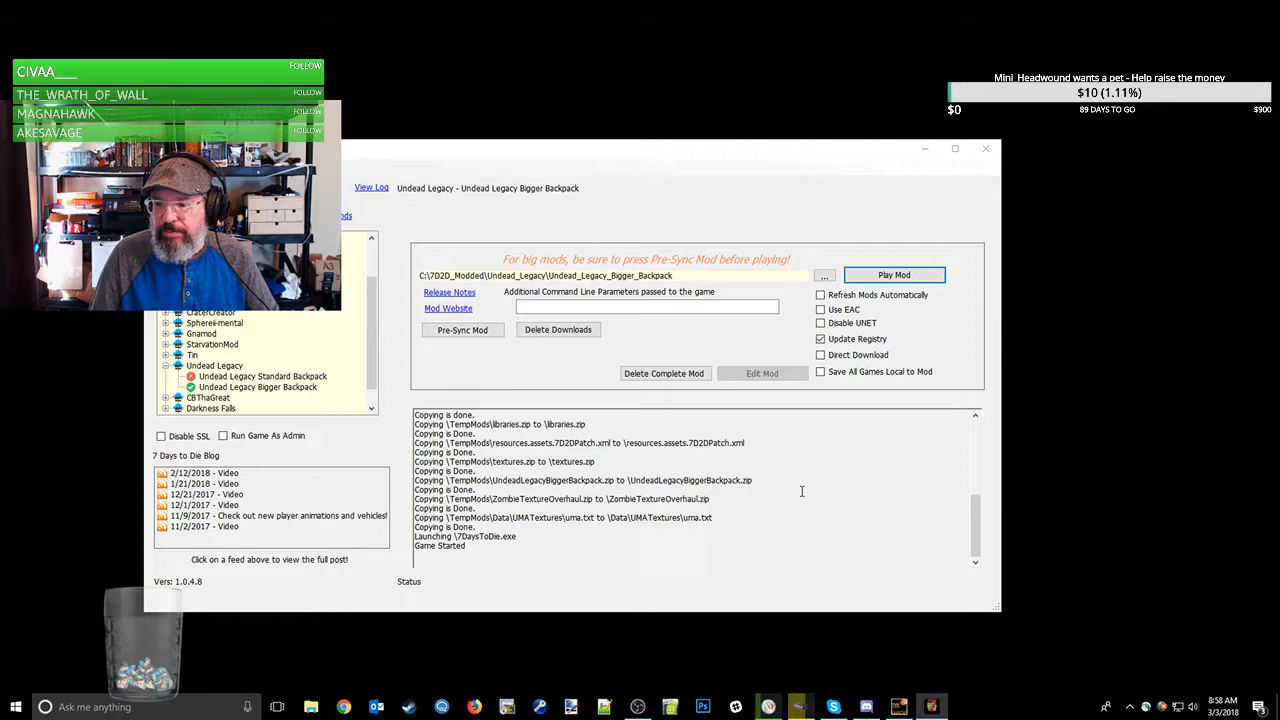 CIVAA___
FOLLOW
THE_WRATH_OF_WALL
FOLLOW
MAGNAHAWK
FOLLOW
AKESAVAGE
FOLLOW
Mini_Headwound wants a pet - Help raise the money
$10 (1.11%)
$0
89 DAYS TO GO
$900
View Log
Undead Legacy - Undead Legacy Bigger Backpack
ods
For big mods, be sure to press Pre-Sync Mod before playing!
C:\7D2D_Modded\Undead_Legacy\Undead_Legacy_Bigger_Backpack
...
Play Mod
Release Notes
Additional Command Line Parameters passed to the game
Refresh Mods Automatically
Mod Website
Use EAC
Disable UNET
Pre-Sync Mod
Delete Downloads
Update Registry
Direct Download
Delete Complete Mod
Edit Mod
Save All Games Local to Mod
CraterCreator
Sphereii-mental
Gnamod
StarvationMod
Tin
Undead Legacy
Undead Legacy Standard Backpack
Undead Legacy Bigger Backpack
CBThaGreat
Darkness Falls
Disable SSL
Run Game As Admin
7 Days to Die Blog
2/12/2018 - Video
1/21/2018 - Video
12/21/2017 - Video
12/1/2017 - Video
11/9/2017 - Check out new player animations and vehicles!
11/2/2017 - Video
Click on a feed above to view the full post!
Vers: 1.0.4.8
Status
Copying is done.
Copying \TempMods\libraries.zip to \libraries.zip
Copying is Done.
Copying \TempMods\resources.assets.7D2DPatch.xml to \resources.assets.7D2DPatch.xml
Copying is Done.
Copying \TempMods\textures.zip to \textures.zip
Copying is Done.
Copying \TempMods\UndeadLegacyBiggerBackpack.zip to \UndeadLegacyBiggerBackpack.zip
Copying is Done.
Copying \TempMods\ZombieTextureOverhaul.zip to \ZombieTextureOverhaul.zip
Copying is Done.
Copying \TempMods\Data\UMATextures\uma.txt to \Data\UMATextures\uma.txt
Copying is Done.
Launching \7DaysToDie.exe
Game Started
Ask me anything
8:58 AM
3/3/2018